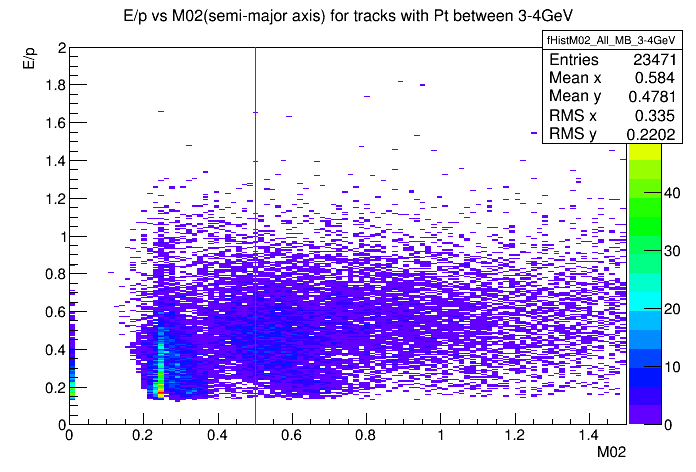 E/p vs M02(semi-major axis) for tracks with Pt between 3-4GeV
fHistM02_All_MB_3-4GeV
Entries 23471
Mean x 0.584
Mean y 0.4781
RMS x 0.335
RMS y 0.2202
E/p
2
1.8
1.6
1.4
1.2
1
0.8
0.6
0.4
0.2
0
40
30
20
10
0
0 0.2 0.4 0.6 0.8 1 1.2 1.4
M02